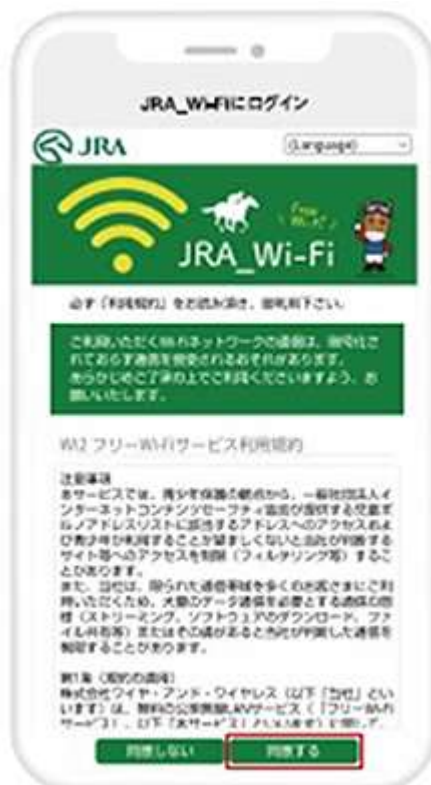 JRA_Wi-Fiにログイン
JRA
(Language)
Free
Wi-Fi
JRA_Wi-Fi
必ず「利用規約」をお読み頂き、御利用下さい。
ご利用いただくWi-Fiネットワークの通信は、暗号化さ
れておらず通信を傍受されるおそれがあります。
あらかじめご了承の上でご利用くださいますよう、お
願いいたします。
Wi2 フリーWi-Fiサービス利用規約
注意事項
本サービスでは、青少年保護の観点から、一般社団法人イ
ンターネットコンテンツセーフティ協会が提供する児童ポ
ルノアドレスリストに該当するアドレスへのアクセスおよ
び青少年が利用することが望ましくないと当社が判断する
サイト等へのアクセスを制限（フィルタリング等）するこ
とがあります。
また、当社は、限られた通信帯域を多くのお客さまにご利
用いただくため、大量のデータ通信を必要とする通信の態
様（ストリーミング、ソフトウェアのダウンロード、ファ
イル共有等）またはその虞があると当社が判断した通信を
制限することがあります。
第1条（規約の適用）
株式会社ワイヤ・アンド・ワイヤレス（以下「当社」とい
います）は、無料の公衆無線LANサービス（「フリーWi-Fi
サービス」、以下「本サービス」といいます）に関して、
同意しない
同意する